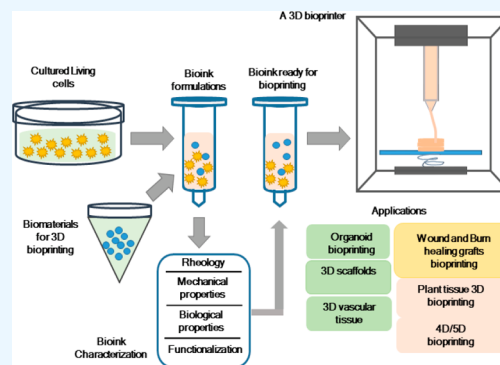 A 3D bioprinter
Cultured Living
cells
Bioink
formulations
Bioink ready for
bioprinting
Biomaterials
for 3D
bioprinting
Rheology
Mechanical
properties
Biological
properties
Functionalization
Bioink
Characterization
Applications
Organoid
bioprinting
3D scaffolds
3D vascular
tissue
Wound and Burn
healing grafts
bioprinting
Plant tissue 3D
bioprinting
4D/5D
bioprinting